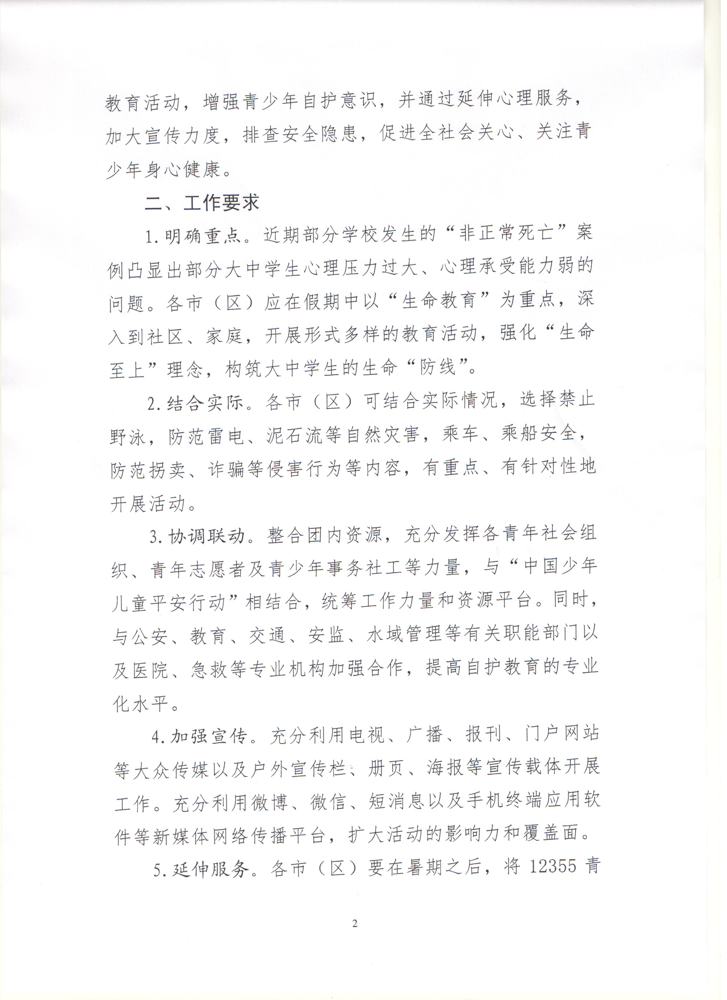 教育活动，增强青少年自护意识，并通过延伸心理服务，
加大宣传力度，排查安全隐患，促进全社会关心、关注青
少年身心健康。
二、工作要求
1.明确重点。近期部分学校发生的“非正常死亡”案
例凸显出部分大中学生心理压力过大、心理承受能力弱的
问题。各市（区）应在假期中以“生命教育”为重点，深
入到社区、家庭，开展形式多样的教育活动，强化“生命
至上”理念，构筑大中学生的生命“防线”。
2.结合实际。各市（区）可结合实际情况，选择禁止
野泳，防范雷电、泥石流等自然灾害，乘车、乘船安全，
防范拐卖、诈骗等侵害行为等内容，有重点、有针对性地
开展活动。
3.协调联动。整合团内资源，充分发挥各青年社会组
织、青年志愿者及青少年事务社工等力量，与“中国少年
儿童平安行动”相结合，统筹工作力量和资源平台。同时，
与公安、教育、交通、安监、水域管理等有关职能部门以
及医院、急救等专业机构加强合作，提高自护教育的专业
化水平。
4.加强宣传。充分利用电视、广播、报刊、门户网站
等大众传媒以及户外宣传栏、册页、海报等宣传载体开展
工作。充分利用微博、微信、短消息以及手机终端应用软
件等新媒体网络传播平台，扩大活动的影响力和覆盖面。
5.延伸服务。各市（区）要在暑期之后，将 12355 青
2